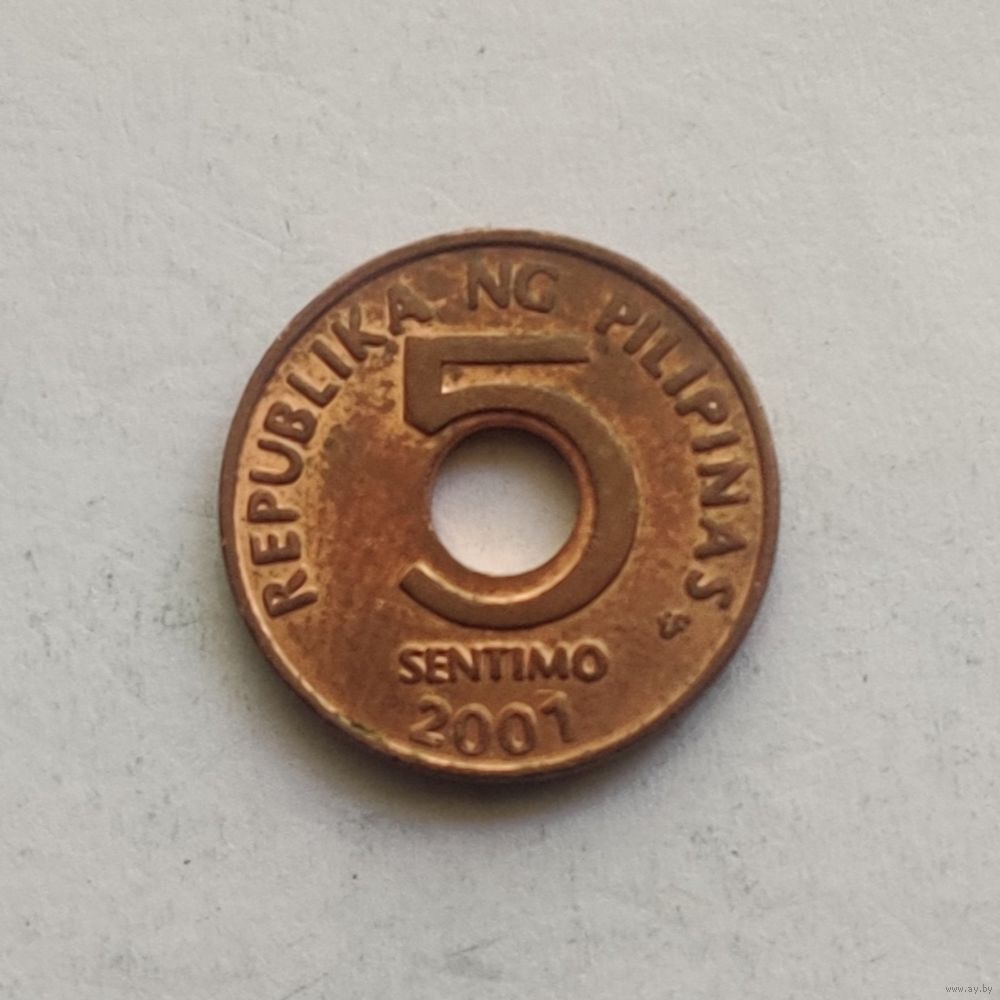 REPUBLIKA NG PILIPINAS
5
SENTIMO
2001
www.ay.by